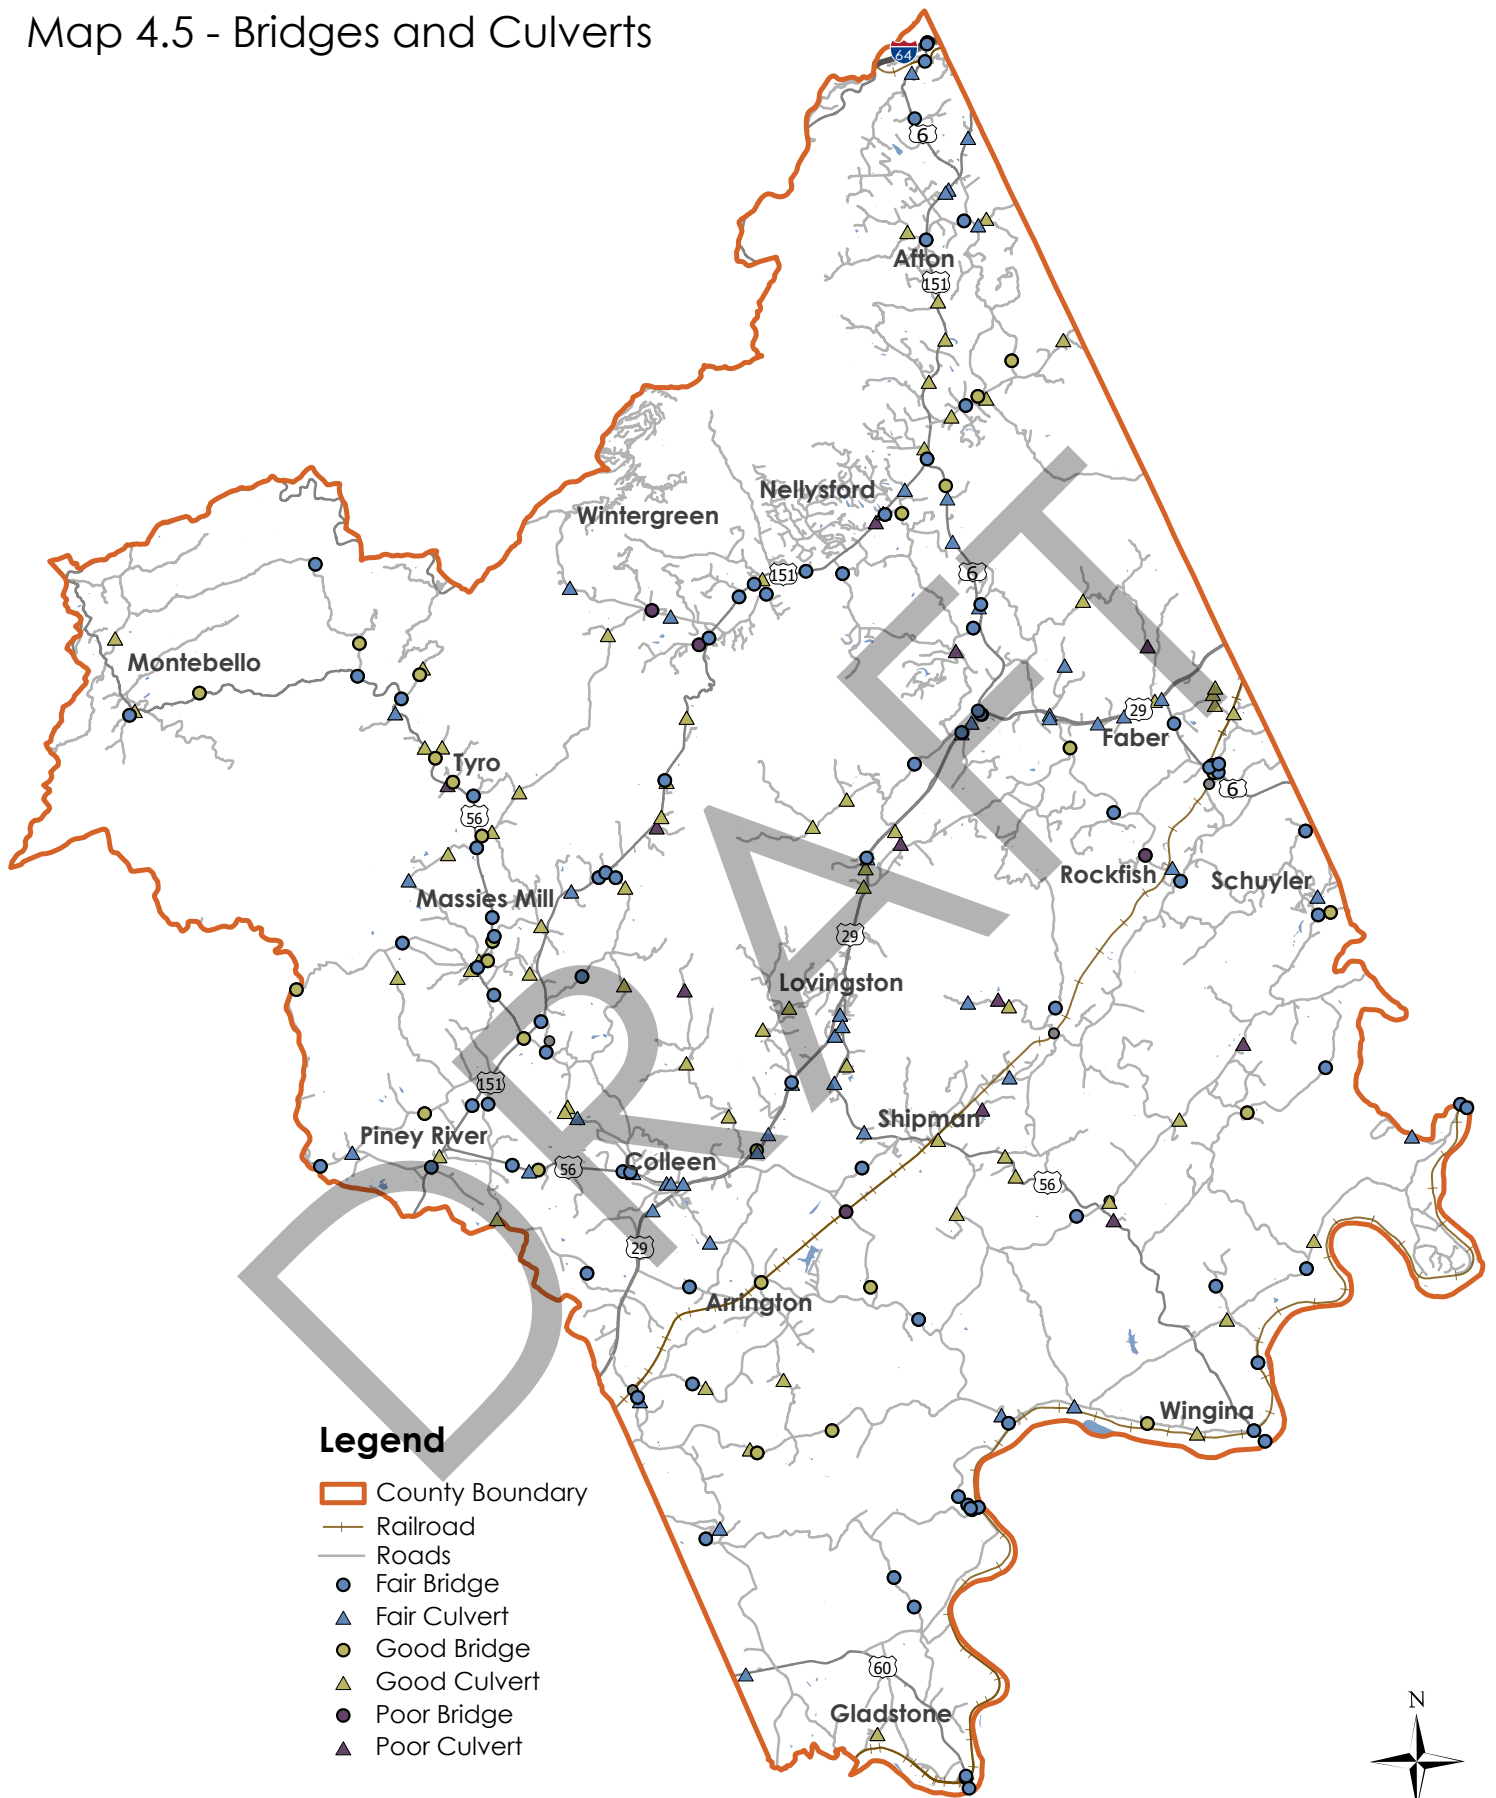 Map 4.5 - Bridges and Culverts
64
6
Afton
151
Nellysford
Wintergreen
151
6
Montebello
29
Faber
Tyro
6
56
Rockfish
Schuyler
Massies Mill
29
Lovingston
151
Shipman
Piney River
56
Colleen
56
29
Arrington
Wingina
DRAFT
Legend
County Boundary
Railroad
Roads
Fair Bridge
Fair Culvert
Good Bridge
Good Culvert
Poor Bridge
Poor Culvert
60
Gladstone
N